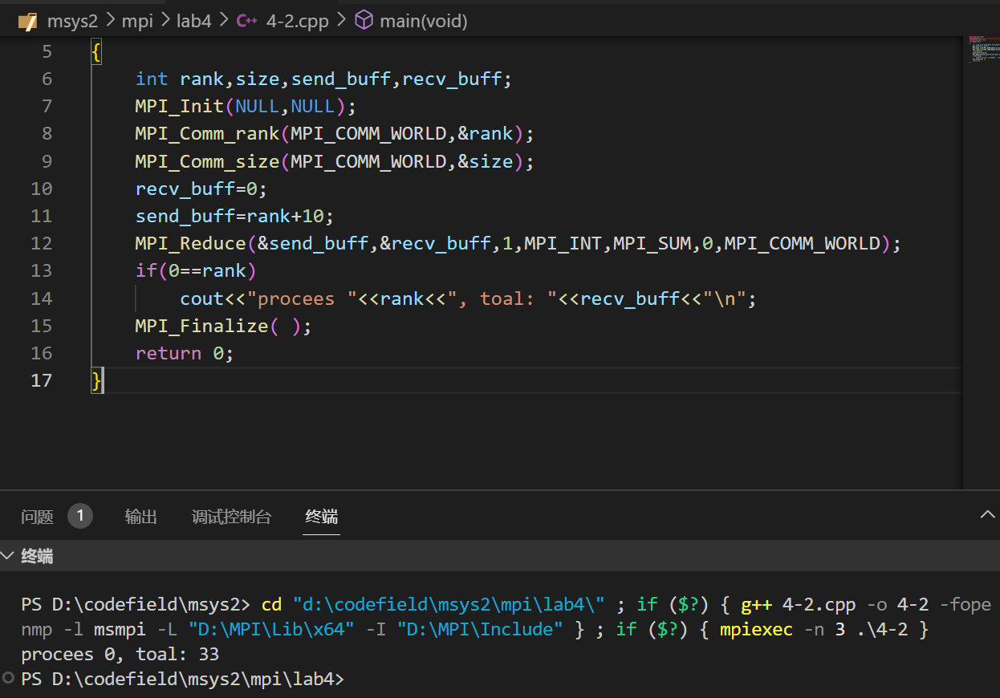 msys2 > mpi > lab4 > C++ 4-2.cpp > main(void)
5 {
6 int rank,size,send_buff,recv_buff;
7 MPI_Init(NULL,NULL);
8 MPI_Comm_rank(MPI_COMM_WORLD,&rank);
9 MPI_Comm_size(MPI_COMM_WORLD,&size);
10 recv_buff=0;
11 send_buff=rank+10;
12 MPI_Reduce(&send_buff,&recv_buff,1,MPI_INT,MPI_SUM,0,MPI_COMM_WORLD);
13 if(0==rank)
14 cout<<"procees "<<rank<<", toal: "<<recv_buff<<"\n";
15 MPI_Finalize( );
16 return 0;
17 }
问题 1 输出 调试控制台 终端
终端
PS D:\codefield\msys2> cd "d:\codefield\msys2\mpi\lab4\" ; if ($?) { g++ 4-2.cpp -o 4-2 -fope
nmp -l msmpi -L "D:\MPI\Lib\x64" -I "D:\MPI\Include" } ; if ($?) { mpiexec -n 3 .\4-2 }
procees 0, toal: 33
PS D:\codefield\msys2\mpi\lab4>